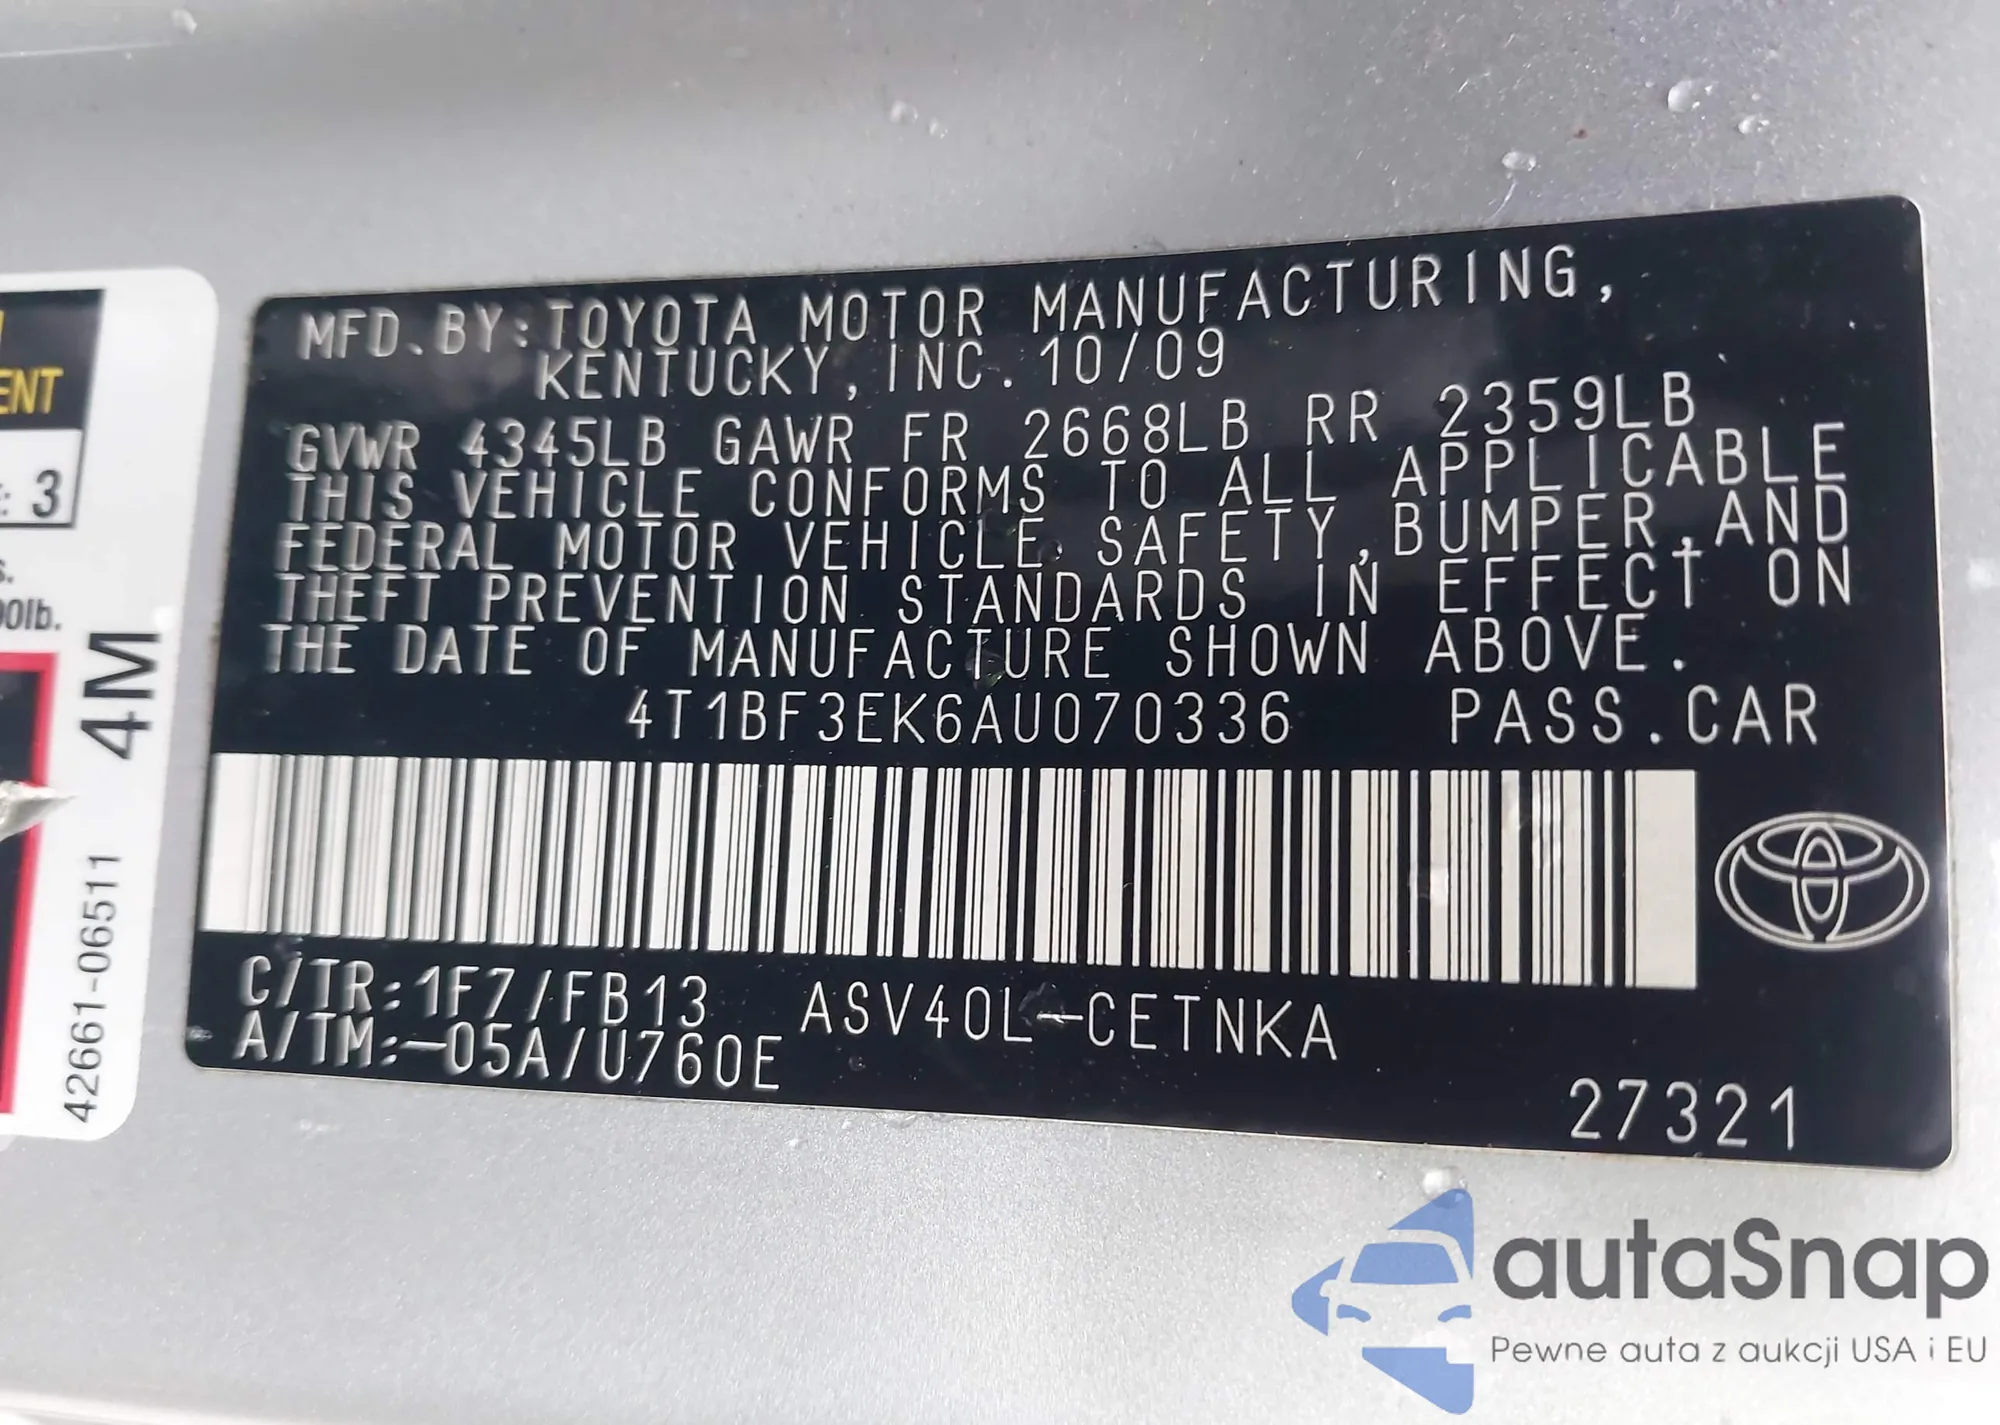 MFD. BY: TOYOTA MOTOR MANUFACTURING,
KENTUCKY, INC. 10/09
GVWR 4345LB GAWR FR 2668LB RR 2359LB
THIS VEHICLE CONFORMS TO ALL APPLICABLE
FEDERAL MOTOR VEHICLE SAFETY, BUMPER, AND
THEFT PREVENTION STANDARDS IN EFFECT ON
THE DATE OF MANUFACTURE SHOWN ABOVE.
4T1BF3EK6AU070336 PASS. CAR
C/TR: 1F7/FB13 ASV40L-CETNKA
A/TM:-05A/U760E
27321
ENT
: 3
s.
00lb.
4M
42661-06511
autaSnap
Pewne auta z aukcji USA i EU